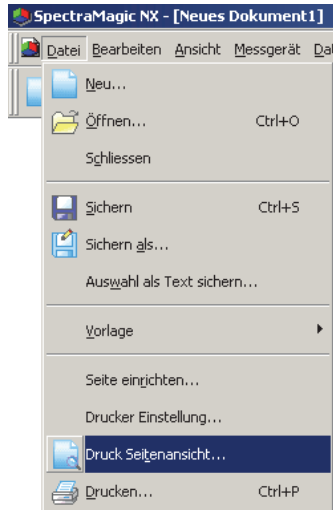 SpectraMagic NX - [Neues Dokument1]
Datei Bearbeiten Ansicht Messgerät Dat
Neu...
Öffnen... Ctrl+O
Schliessen
Sichern Ctrl+S
Sichern als...
Auswahl als Text sichern...
Vorlage
Seite einrichten...
Drucker Einstellung...
Druck Seitenansicht...
Drucken... Ctrl+P